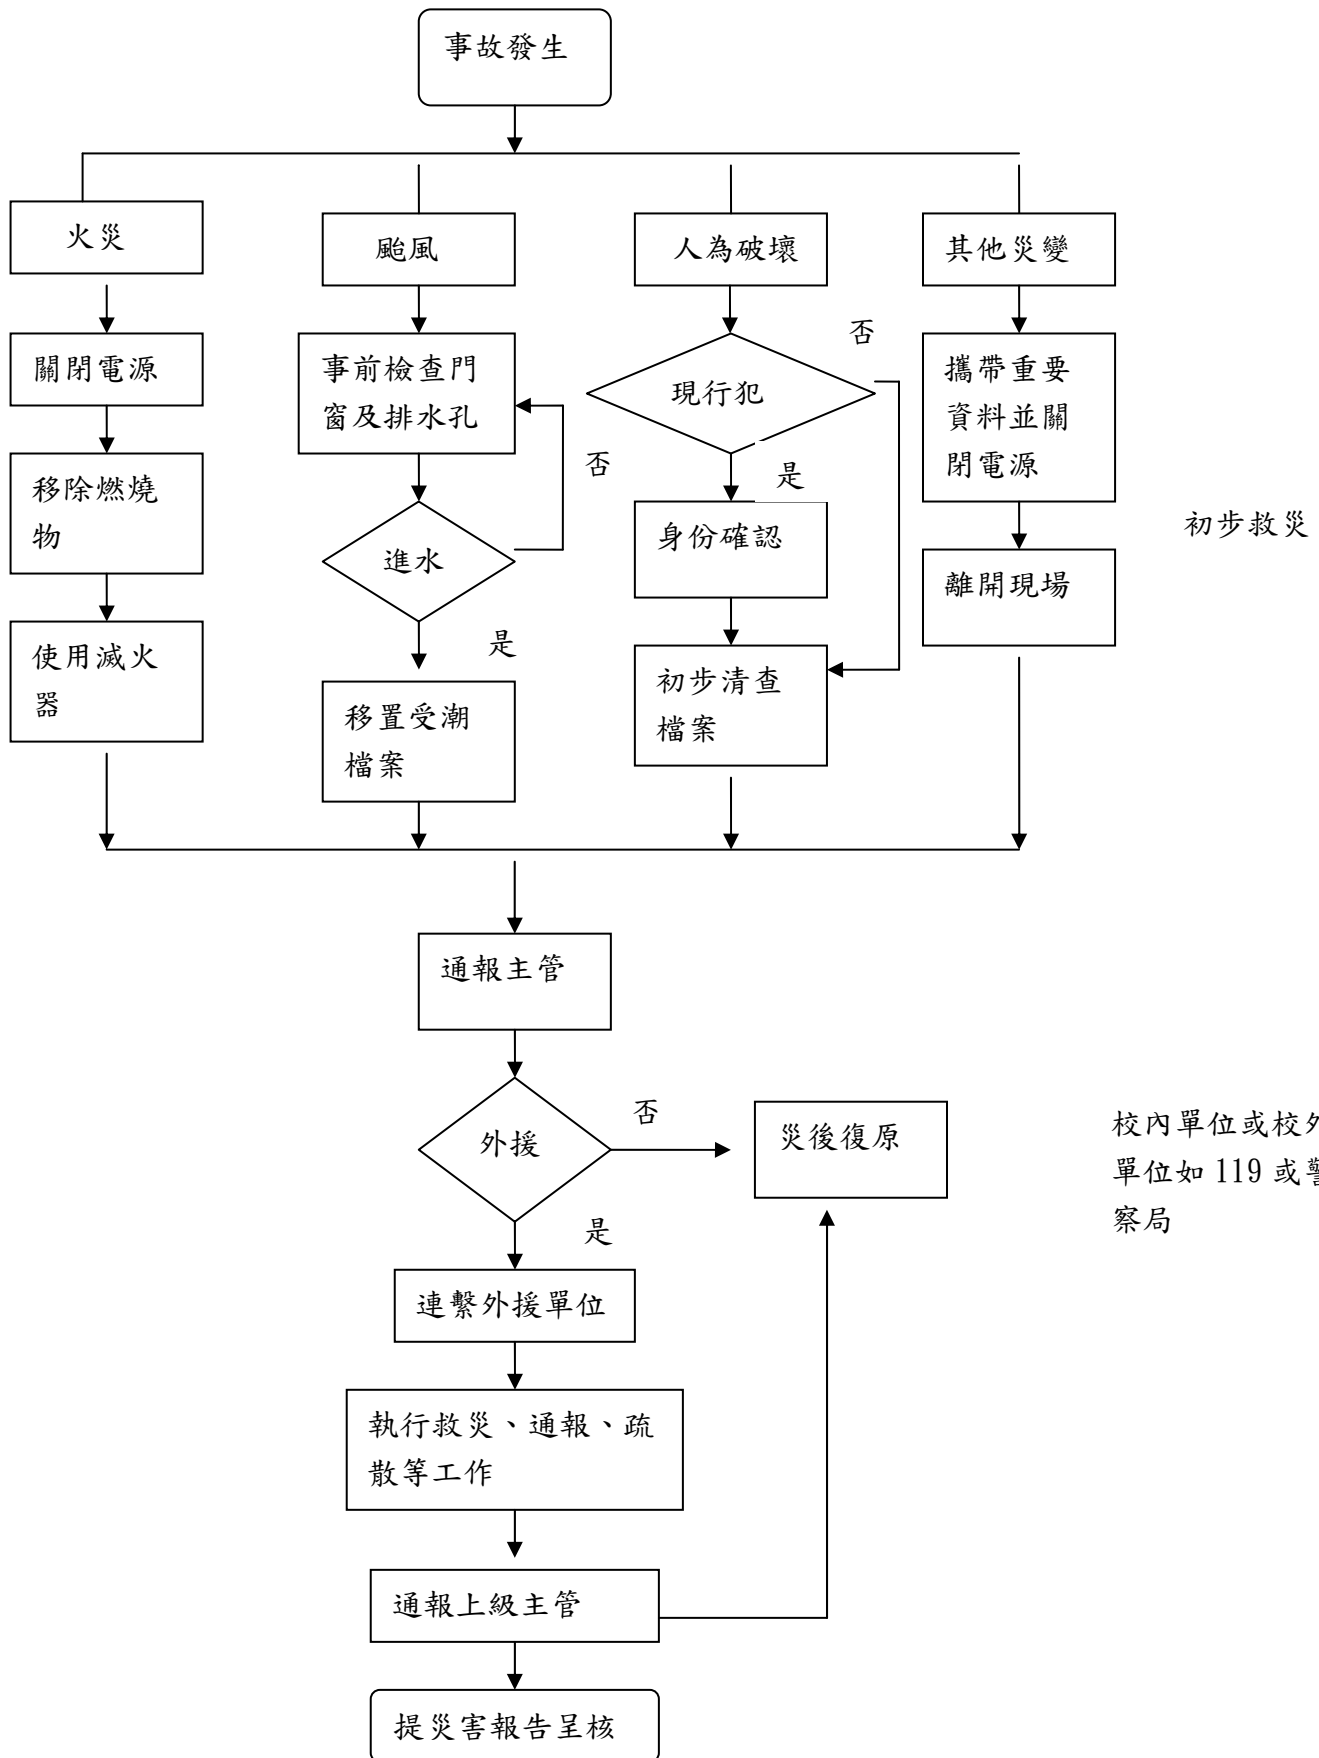 事故發生
火災
颱風
人為破壞
其他災變
關閉電源
事前檢查門
窗及排水孔
否
現行犯
攜帶重要
資料並關
閉電源
移除燃燒
物
否
是
進水
身份確認
初步救災
離開現場
使用滅火
器
是
移置受潮
檔案
初步清查
檔案
通報主管
外援
否
災後復原
校內單位或校外
單位如 119 或警
察局
是
連繫外援單位
執行救災、通報、疏
散等工作
通報上級主管
提災害報告呈核